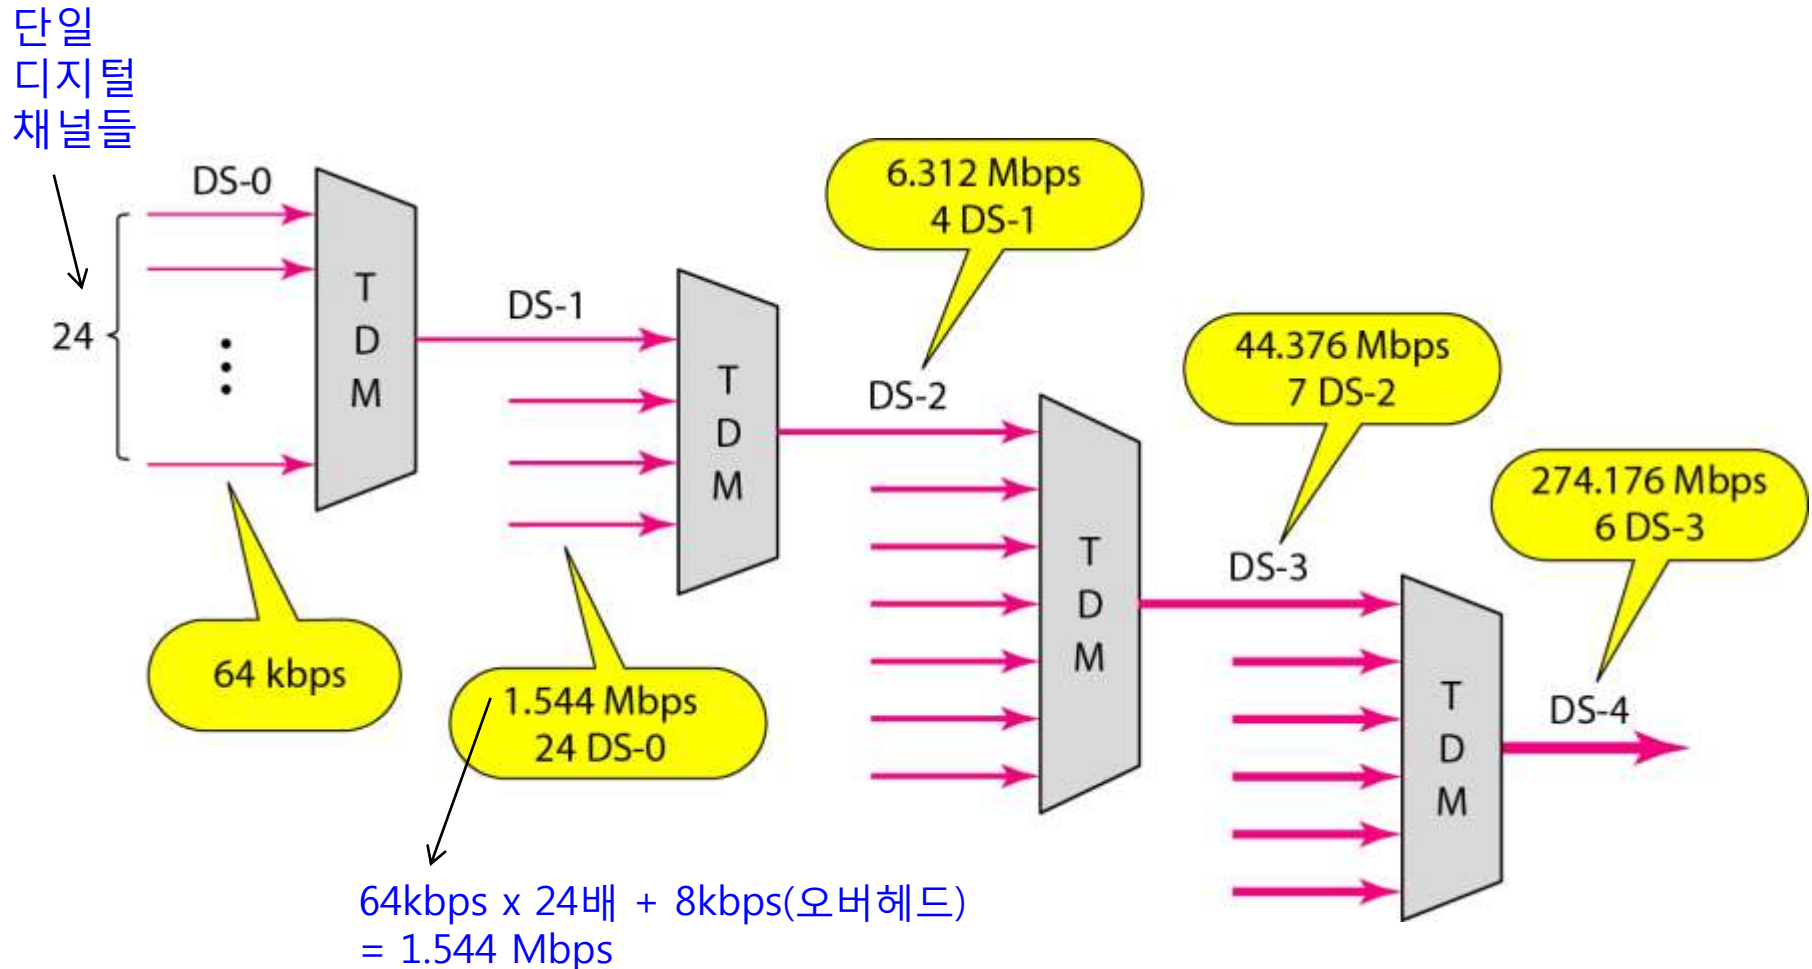 단일
디지털
채널들
DS-0
24
T
D
M
64 kbps
DS-1
1.544 Mbps
24 DS-0
64kbps x 24배 + 8kbps(오버헤드)
= 1.544 Mbps
T
D
M
6.312 Mbps
4 DS-1
DS-2
T
D
M
44.376 Mbps
7 DS-2
DS-3
T
D
M
274.176 Mbps
6 DS-3
DS-4